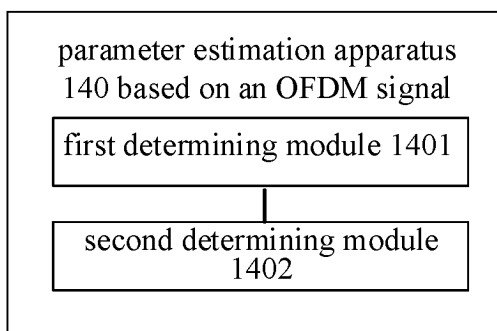 parameter estimation apparatus
140 based on an OFDM signal
first determining module 1401
second determining module
1402